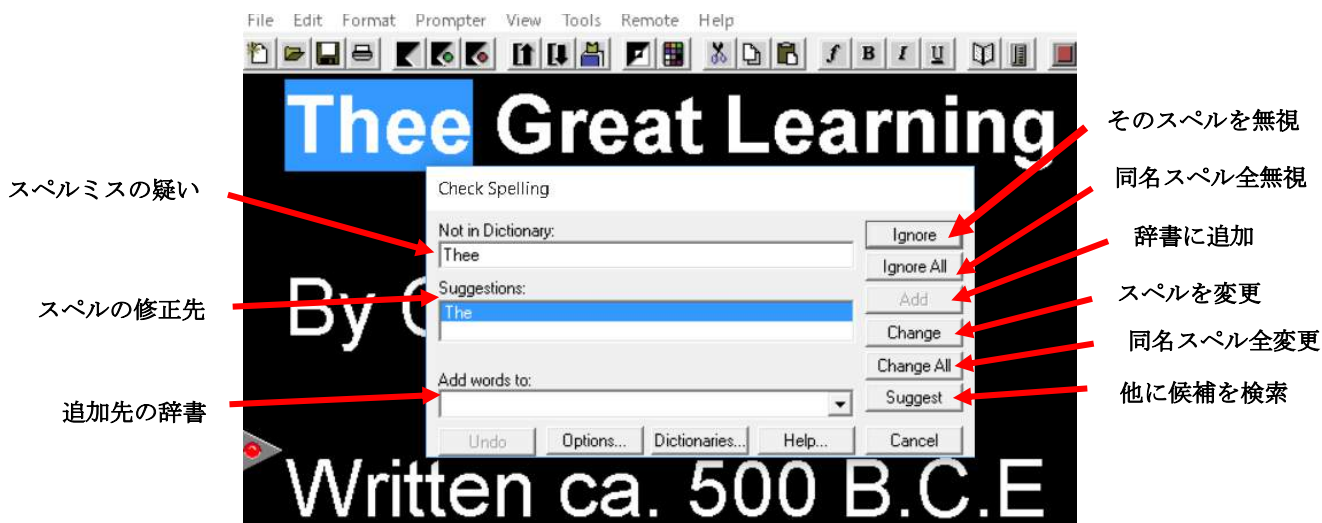 File Edit Format Prompter View Tools Remote Help
f B I U
Thee Great Learning
そのスペルを無視
同名スペル全無視
スペルミスの疑い
Check Spelling
Not in Dictionary:
Thee
Ignore
Ignore All
辞書に追加
スペルの修正先
By
Suggestions:
The
Add
Change
スペルを変更
同名スペル全変更
Change All
追加先の辞書
Add words to:
Suggest
他に候補を検索
Undo Options... Dictionaries... Help... Cancel
Written ca. 500 B.C.E